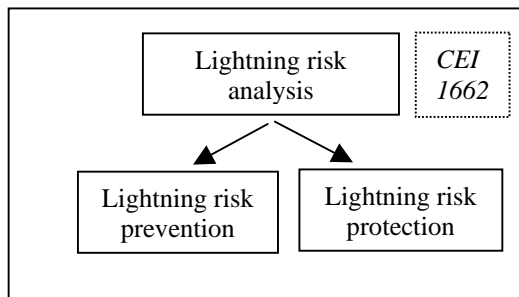 Lightning risk
analysis
CEI
1662
Lightning risk
prevention
Lightning risk
protection